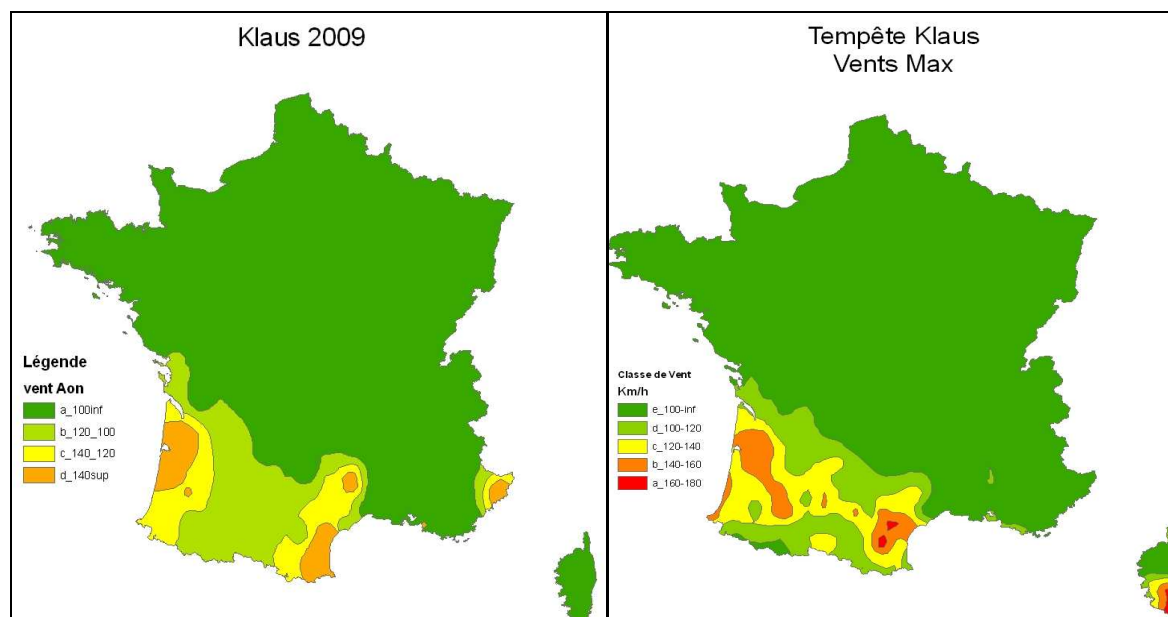 Klaus 2009
Légende
vent Aon
a_100inf
b_120_100
c_140_120
d_140sup
Tempête Klaus
Vents Max
Classe de Vent
Km/h
e_100-inf
d_100-120
c_120-140
b_140-160
a_160-180